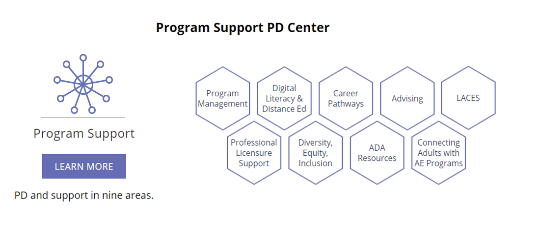 Program Support PD Center
Program
Management
Digital
Literacy &
Distance Ed
Career
Pathways
Advising
LACES
Professional
Licensure
Support
Diversity,
Equity,
Inclusion
ADA
Resources
Connecting
Adults with
AE Programs
Program Support
LEARN MORE
PD and support in nine areas.